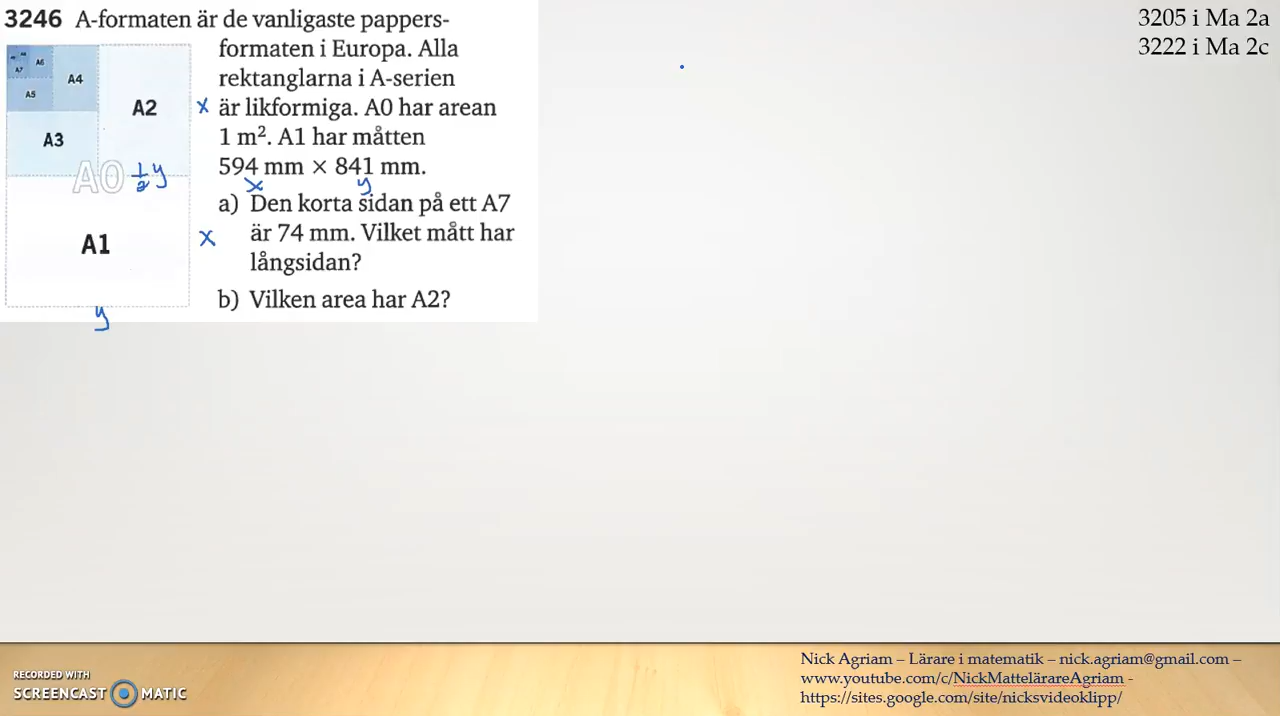 3246 A-formaten är de vanligaste pappers-
formaten i Europa. Alla
rektanglarna i A-serien
är likformiga. A0 har arean
1 m². A1 har måtten
594 mm × 841 mm.
x y
a) Den korta sidan på ett A7
är 74 mm. Vilket mått har
långsidan?
b) Vilken area har A2?
A6
A7
A4
A5
A2
x
A3
A0
1/2 y
A1
x
y
3205 i Ma 2a
3222 i Ma 2c
RECORDED WITH
SCREENCAST MATIC
Nick Agriam – Lärare i matematik – nick.agriam@gmail.com –
www.youtube.com/c/NickMattelärareAgriam -
https://sites.google.com/site/nicksvideoklipp/